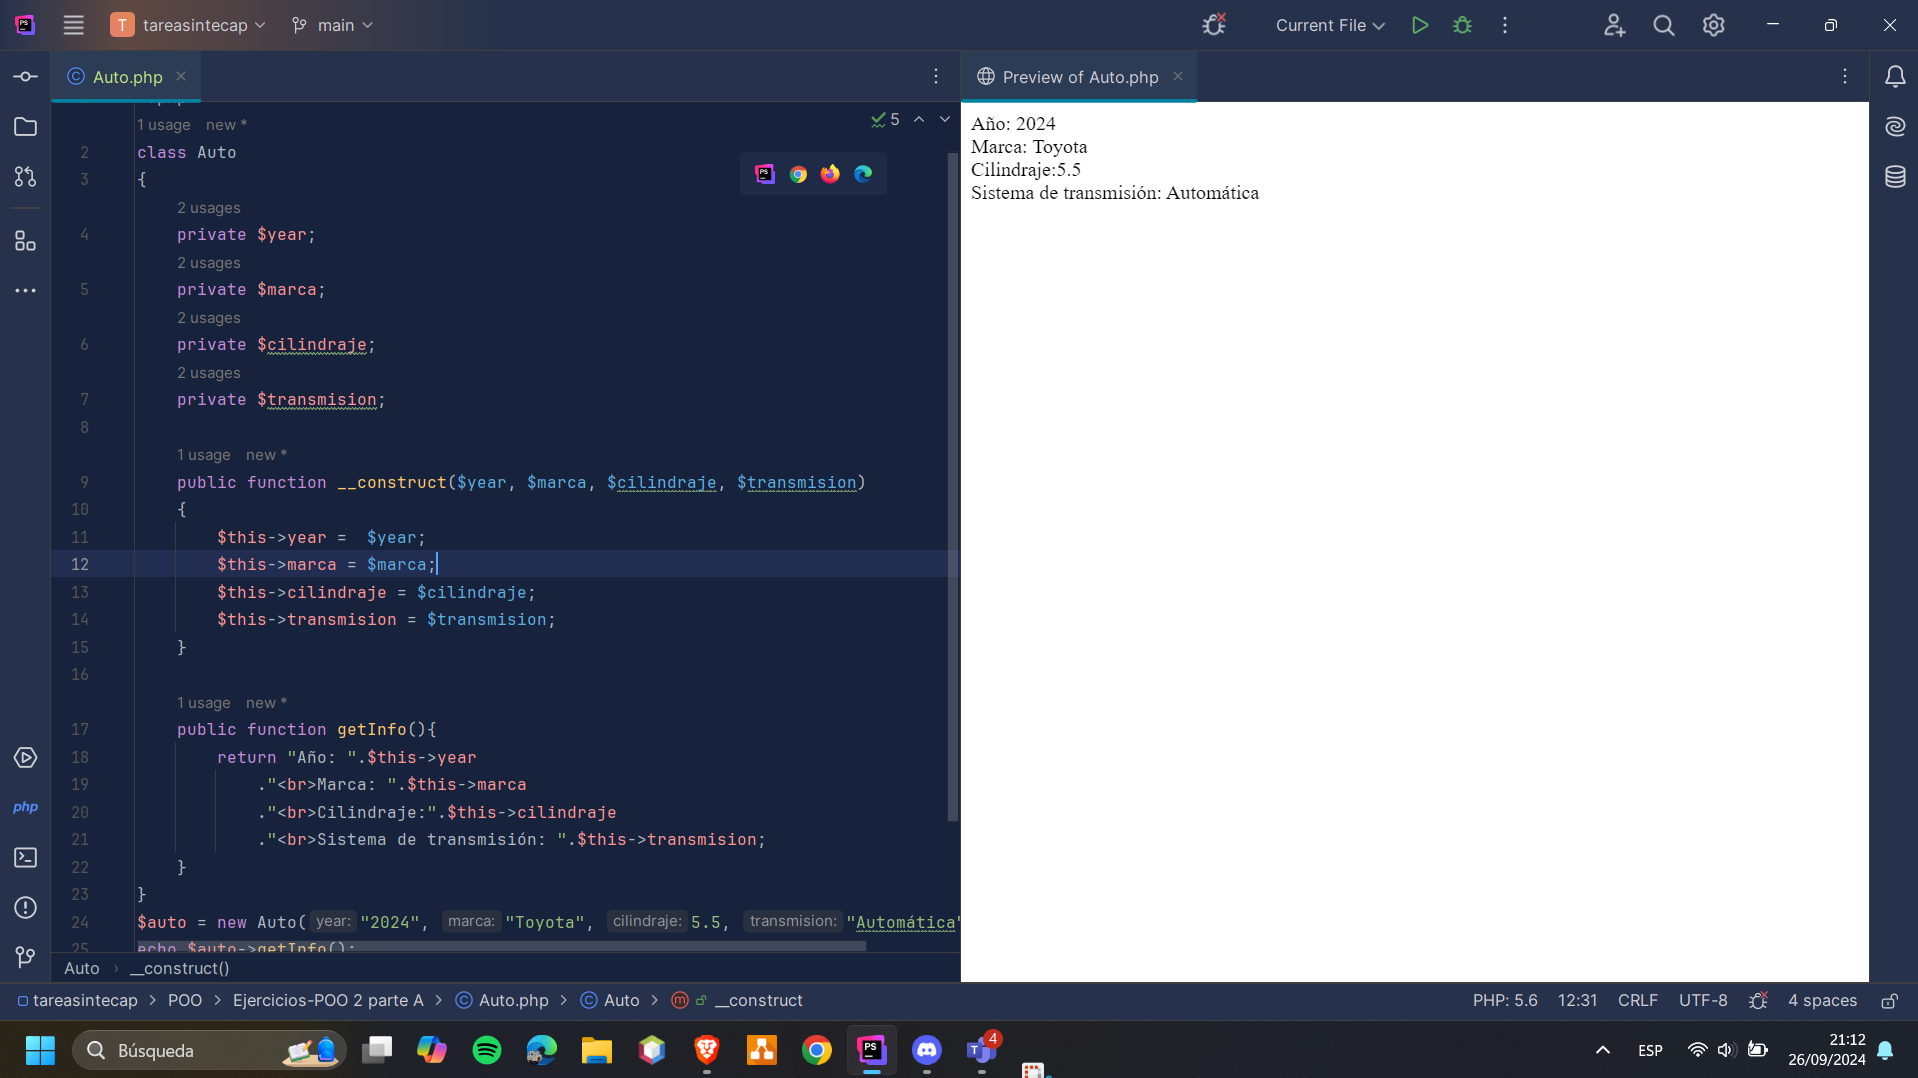 T tareasintecap main Current File
Auto.php
Preview of Auto.php
1 usage new *
5
2 class Auto
3 {
2 usages
4 private $year;
2 usages
5 private $marca;
2 usages
6 private $cilindraje;
2 usages
7 private $transmision;
8
1 usage new *
9 public function __construct($year, $marca, $cilindraje, $transmision)
10 {
11 $this->year =  $year;
12 $this->marca = $marca;
13 $this->cilindraje = $cilindraje;
14 $this->transmision = $transmision;
15 }
16
1 usage new *
17 public function getInfo(){
18 return "Año: ".$this->year
19 ."<br>Marca: ".$this->marca
20 ."<br>Cilindraje:".$this->cilindraje
21 ."<br>Sistema de transmisión: ".$this->transmision;
22 }
23 }
24 $auto = new Auto( year: "2024", marca: "Toyota", cilindraje: 5.5, transmision: "Automática"
25 echo $auto->getInfo();
Auto › __construct()
Año: 2024
Marca: Toyota
Cilindraje:5.5
Sistema de transmisión: Automática
php
tareasintecap > POO > Ejercicios-POO 2 parte A > Auto.php > Auto > __construct
PHP: 5.6 12:31 CRLF UTF-8 4 spaces
Búsqueda
4
ESP
21:12
26/09/2024